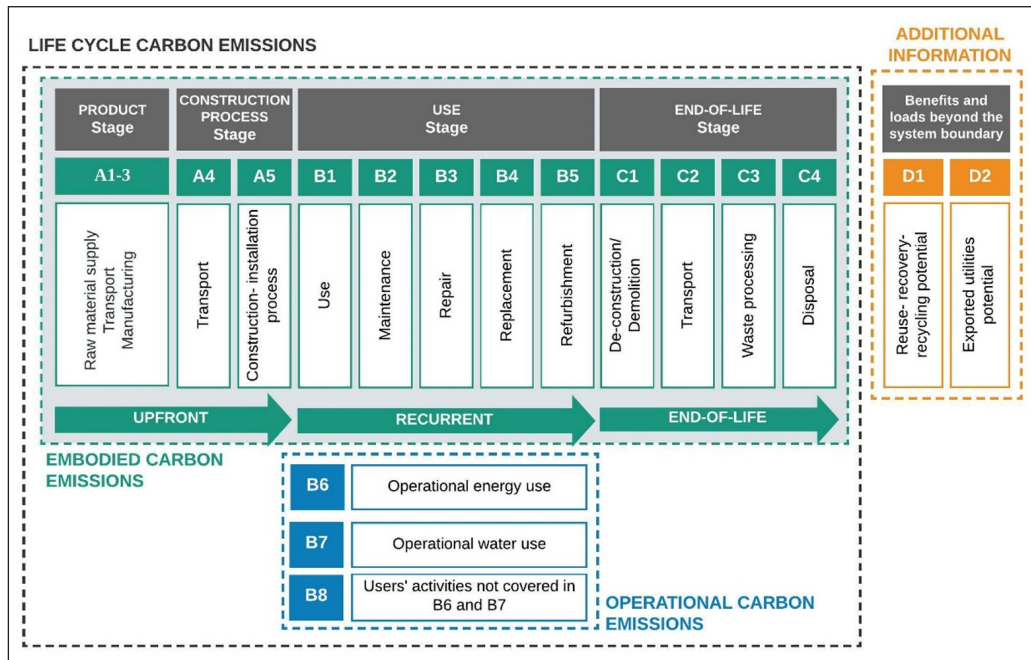 LIFE CYCLE CARBON EMISSIONS
ADDITIONAL
INFORMATION
PRODUCT
Stage
CONSTRUCTION
PROCESS
Stage
USE
Stage
END-OF-LIFE
Stage
Benefits and
loads beyond the
system boundary
A1-3
A4
A5
B1
B2
B3
B4
B5
C1
C2
C3
C4
D1
D2
Raw material supply
Transport
Manufacturing
Transport
Construction- installation
process
Use
Maintenance
Repair
Replacement
Refurbishment
De-construction/
Demolition
Transport
Waste processing
Disposal
Reuse- recovery-
recycling potential
Exported utilities
potential
UPFRONT
RECURRENT
END-OF-LIFE
EMBODIED CARBON
EMISSIONS
B6
Operational energy use
B7
Operational water use
B8
Users' activities not covered in
B6 and B7
OPERATIONAL CARBON
EMISSIONS